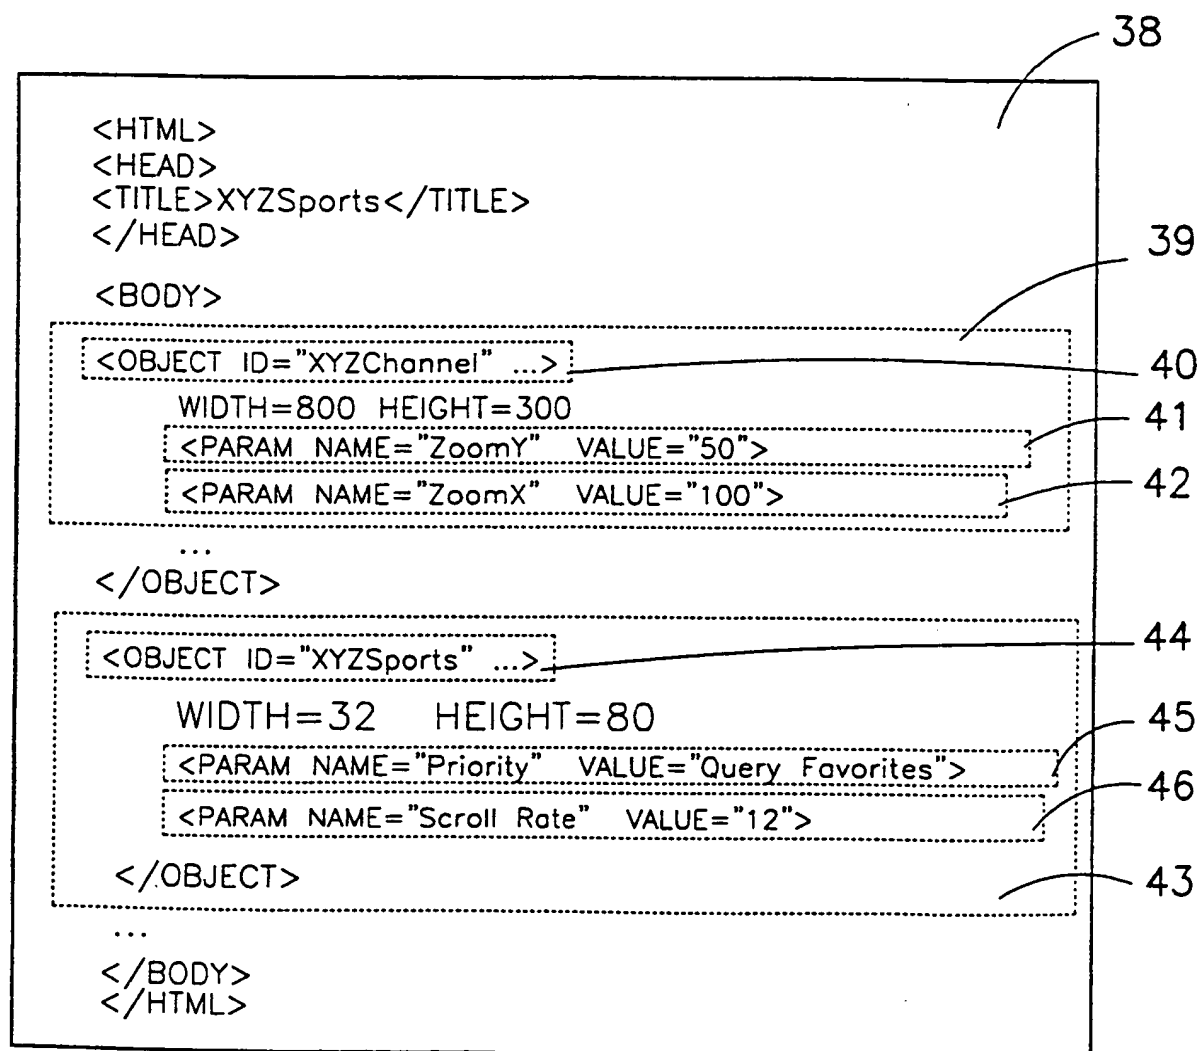 38
<HTML>
<HEAD>
<TITLE>XYZSports</TITLE>
</HEAD>
39
<BODY>
<OBJECT ID="XYZChannel" ...>
40
WIDTH=800 HEIGHT=300
41
<PARAM NAME="ZoomY" VALUE="50">
<PARAM NAME="ZoomX" VALUE="100">
42
...
</OBJECT>
44
<OBJECT ID="XYZSports" ...>
WIDTH=32 HEIGHT=80
45
<PARAM NAME="Priority" VALUE="Query Favorites">
46
<PARAM NAME="Scroll Rate" VALUE="12">
</OBJECT>
43
...
</BODY>
</HTML>